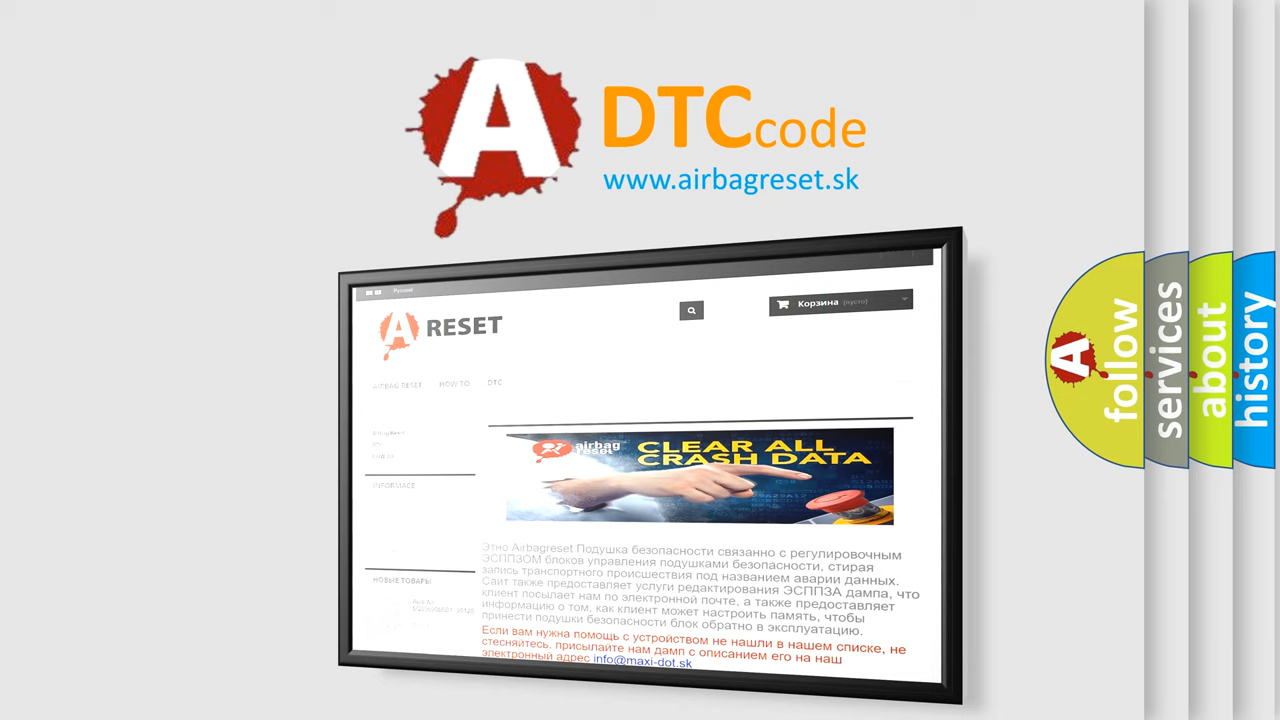 A DTC code
www.airbagreset.sk
Русский
A RESET
Корзина (пусто)
AIRBAG RESET HOW TO DTC
INFORMACE
airbag
reset
CLEAR ALL
CRASH DATA
Этно Airbagreset Подушка безопасности связанно с регулировочным
ЭСППЗОМ блоков управления подушками безопасности, стирая
запись транспортного происшествия под названием аварии данных.
Сайт также предоставляет услуги редактирования ЭСППЗА дампа, что
клиент посылает нам по электронной почте, а также предоставляет
информацию о том, как клиент может настроить память, чтобы
принести подушки безопасности блок обратно в эксплуатацию.
Если вам нужна помощь с устройством не нашли в нашем списке, не
стесняйтесь, присылайте нам дамп с описанием его на наш
электронный адрес info@maxi-dot.sk
НОВЫЕ ТОВАРЫ
A
follow
services
about
history